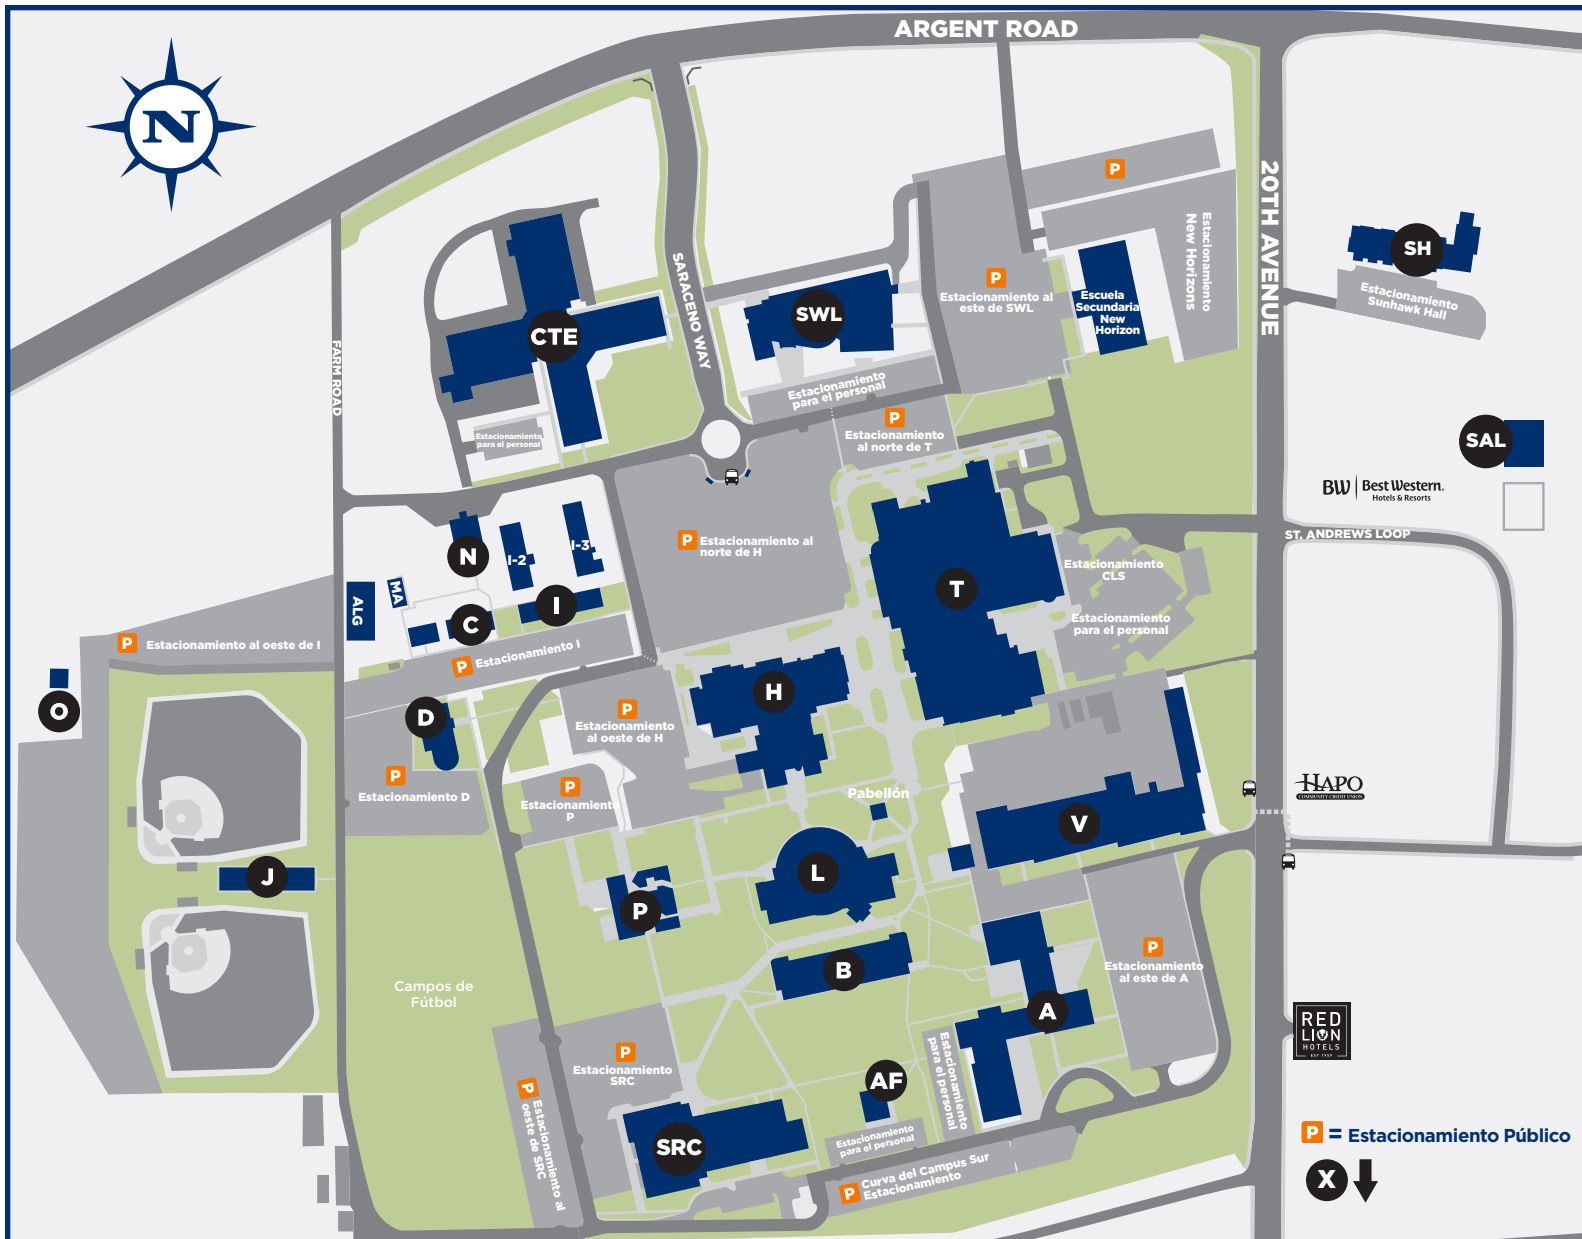 ARGENT ROAD
N
20TH AVENUE
SARACENO WAY
FARM ROAD
P
Estacionamiento
New Horizons
SH
Estacionamiento
Sunhawk Hall
P
Estacionamiento al
este de SWL
Escuela
Secundaria
New
Horizon
SWL
CTE
Estacionamiento
para el personal
P
Estacionamiento
al norte de T
Estacionamiento
para el personal
SAL
BW Best Western.
Hotels & Resorts
ST. ANDREWS LOOP
P Estacionamiento al
norte de H
N
I-2
I-3
I
C
MA
ALG
T
Estacionamiento
CLS
Estacionamiento
para el personal
P Estacionamiento al oeste de I
P Estacionamiento I
O
D
P
Estacionamiento
al oeste de H
H
P
Estacionamiento D
P
Estacionamiento
P
Pabellón
HAPO
COMMUNITY CREDIT UNION
V
L
J
P
B
P
Estacionamiento
al este de A
A
Campos de
Fútbol
RED
LION
HOTELS
EST 1959
P
Estacionamiento
SRC
P
Estacionamiento al
oeste de SRC
AF
Estacionamiento
para el personal
Estacionamiento
para el personal
SRC
P Curva del Campus Sur
Estacionamiento
P = Estacionamiento Público
X